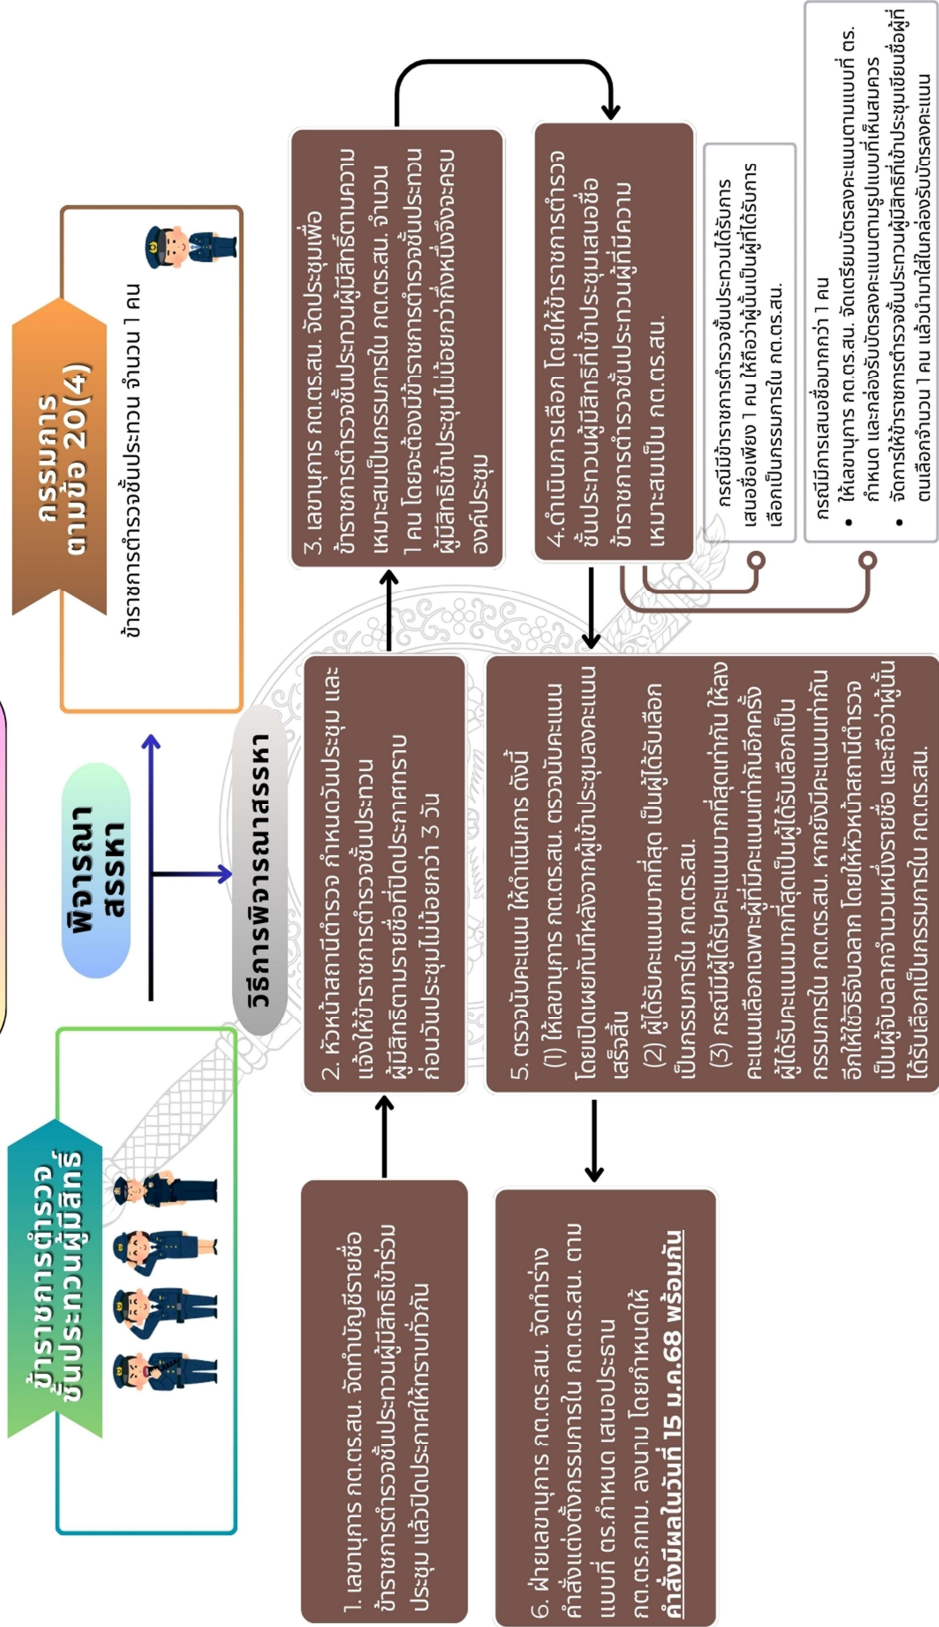 ข้าราชการตำรวจ
ชั้นประทวนผู้มีสิทธิ์
พิจารณา
สรรหา
กรรมการ
ตามข้อ 20(4)
ข้าราชการตำรวจชั้นประทวน จำนวน 1 คน
วิธีการพิจารณาสรรหา
1. เลขานุการ กต.ตร.สน. จัดทำบัญชีรายชื่อ
ข้าราชการตำรวจชั้นประทวนผู้มีสิทธิเข้าร่วม
ประชุม แล้วปิดประกาศให้ทราบทั่วกัน
2. หัวหน้าสถานีตำรวจ กำหนดวันประชุม และ
แจ้งให้ข้าราชการตำรวจชั้นประทวน
ผู้มีสิทธิตามรายชื่อที่ปิดประกาศทราบ
ก่อนวันประชุมไม่น้อยกว่า 3 วัน
3. เลขานุการ กต.ตร.สน. จัดประชุมเพื่อ
ข้าราชการตำรวจชั้นประทวนผู้มีสิทธิ์ตามความ
เหมาะสมเป็นกรรมการใน กต.ตร.สน. จำนวน
1 คน โดยจะต้องมีข้าราชการตำรวจชั้นประทวน
ผู้มีสิทธิเข้าประชุมไม่น้อยกว่ากึ่งหนึ่งจึงจะครบ
องค์ประชุม
4.ดำเนินการเลือก โดยให้ข้าราชการตำรวจ
ชั้นประทวนผู้มีสิทธิที่เข้าประชุมเสนอชื่อ
ข้าราชการตำรวจชั้นประทวนผู้ที่มีความ
เหมาะสมเป็น กต.ตร.สน.
กรณีมีข้าราชการตำรวจชั้นประทวนได้รับการ
เสนอชื่อเพียง 1 คน ให้ถือว่าผู้นั้นเป็นผู้ที่ได้รับการ
เลือกเป็นกรรมการใน กต.ตร.สน.
กรณีมีการเสนอชื่อมากกว่า 1 คน
• ให้เลขานุการ กต.ตร.สน. จัดเตรียมบัตรลงคะแนนตามแบบที่ ตร.
กำหนด และกล่องรับบัตรลงคะแนนตามรูปแบบที่เห็นสมควร
• จัดการให้ข้าราชการตำรวจชั้นประทวนผู้มีสิทธิที่เข้าประชุมเขียนชื่อผู้ที่
ตนเลือกจำนวน 1 คน แล้วนำมาใส่ในกล่องรับบัตรลงคะแนน
5. ตรวจนับคะแนน ให้ดำเนินการ ดังนี้
(1) ให้เลขานุการ กต.ตร.สน. ตรวจนับคะแนน
โดยเปิดเผยทันทีหลังจากผู้เข้าประชุมลงคะแนน
เสร็จสิ้น
(2) ผู้ได้รับคะแนนมากที่สุด เป็นผู้ได้รับเลือก
เป็นกรรมการใน กต.ตร.สน.
(3) กรณีมีผู้ได้รับคะแนนมากที่สุดเท่ากัน ให้ลง
คะแนนเลือกเฉพาะผู้ที่มีคะแนนเท่ากันอีกครั้ง
ผู้ได้รับคะแนนมากที่สุดเป็นผู้ได้รับเลือกเป็น
กรรมการใน กต.ตร.สน. หากยังมีคะแนนเท่ากัน
อีกให้ใช้วิธีจับฉลาก โดยให้หัวหน้าสถานีตำรวจ
เป็นผู้จับฉลากจำนวนหนึ่งรายชื่อ และถือว่าผู้นั้น
ได้รับเลือกเป็นกรรมการใน กต.ตร.สน.
6. ฝ่ายเลขานุการ กต.ตร.สน. จัดทำร่าง
คำสั่งแต่งตั้งกรรมการใน กต.ตร.สน. ตาม
แบบที่ ตร.กำหนด เสนอประธาน
กต.ตร.กทม. ลงนาม โดยกำหนดให้
คำสั่งมีผลในวันที่ 15 ม.ค.68 พร้อมกัน